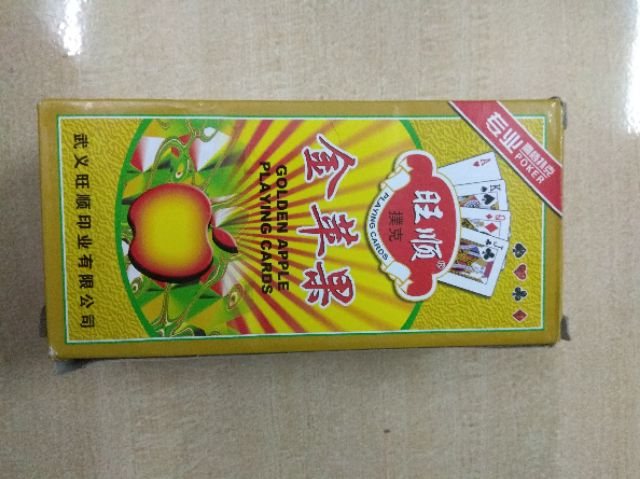 专业
POKER
A
K
Q
J
旺顺®
撲克
PLAYING CARDS
金苹果
GOLDEN APPLE
PLAYING CARDS
武义旺顺印业有限公司